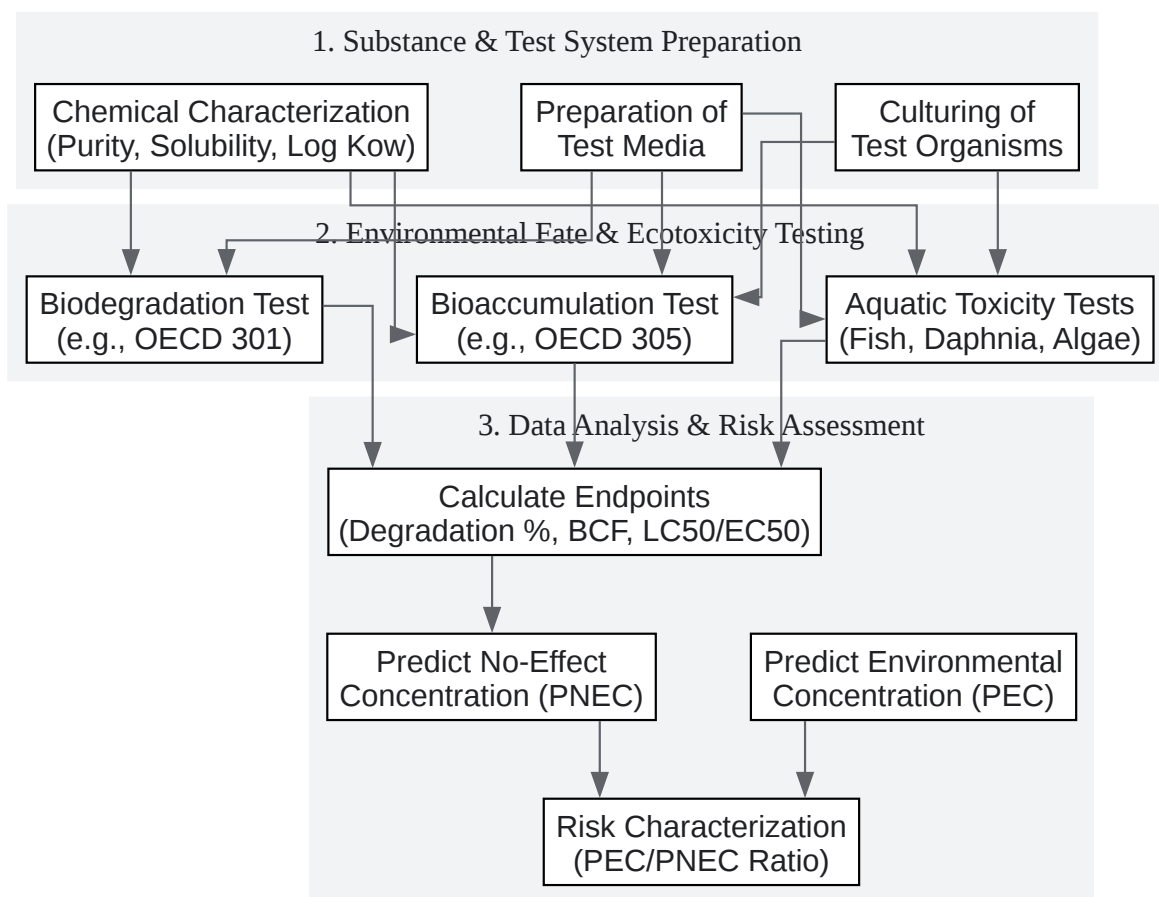 1. Substance & Test System Preparation
Chemical Characterization
(Purity, Solubility, Log Kow)
Preparation of
Test Media
Culturing of
Test Organisms
2. Environmental Fate & Ecotoxicity Testing
Biodegradation Test
(e.g., OECD 301)
Bioaccumulation Test
(e.g., OECD 305)
Aquatic Toxicity Tests
(Fish, Daphnia, Algae)
3. Data Analysis & Risk Assessment
Calculate Endpoints
(Degradation %, BCF, LC50/EC50)
Predict No-Effect
Concentration (PNEC)
Predict Environmental
Concentration (PEC)
Risk Characterization
(PEC/PNEC Ratio)